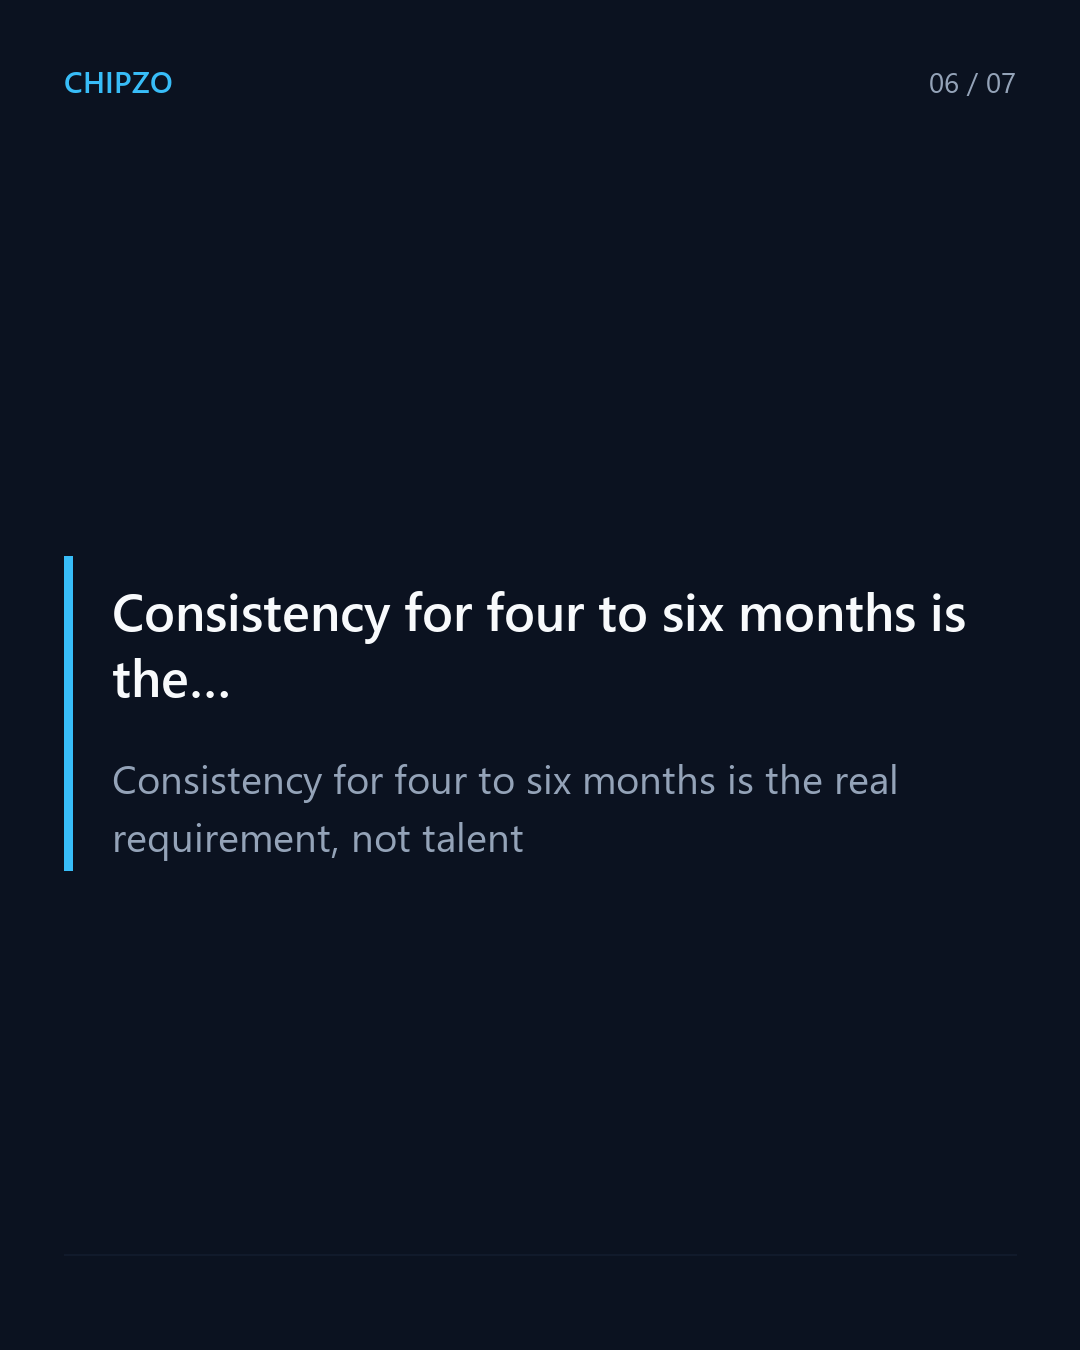 CHIPZO
06 / 07
Consistency for four to six months is
the...
Consistency for four to six months is the real
requirement, not talent